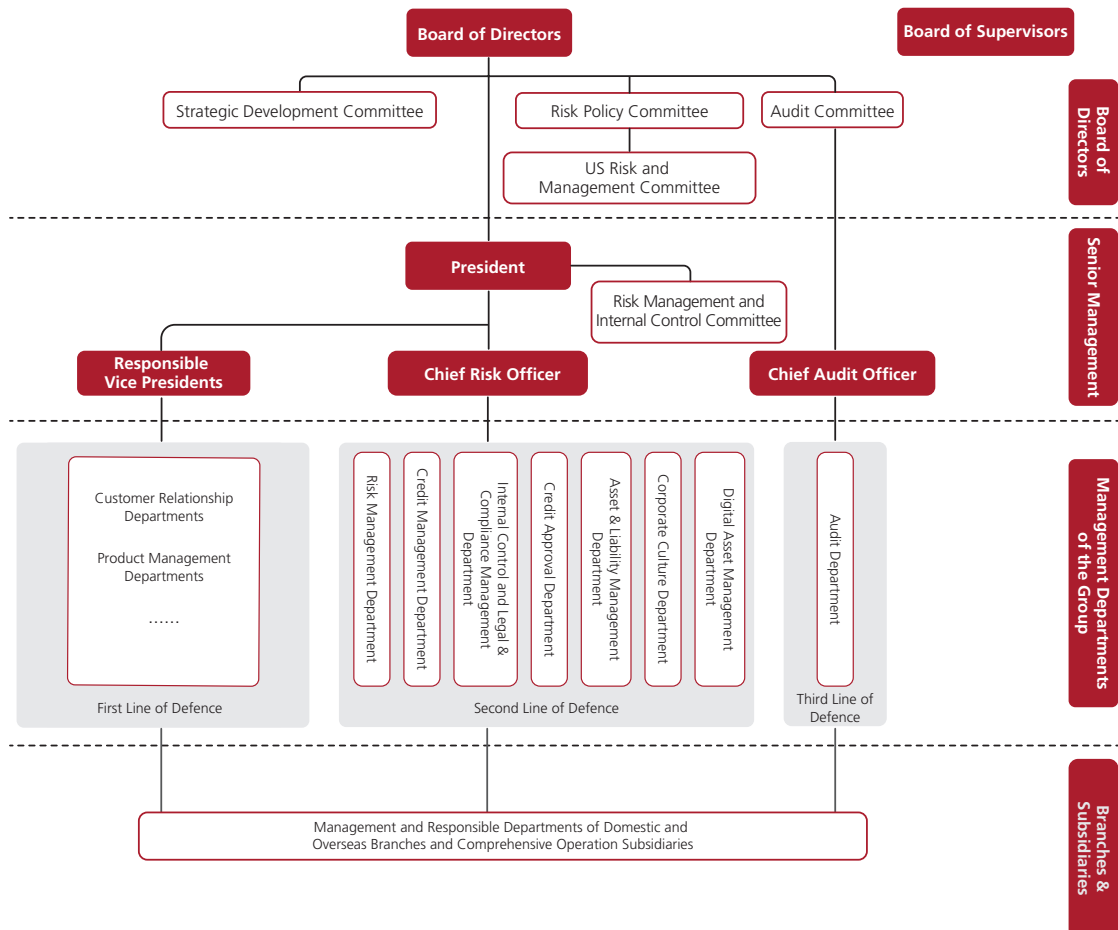 Board of Directors
Board of Supervisors
Strategic Development Committee
Risk Policy Committee
Audit Committee
US Risk and
Management Committee
Board of
Directors
President
Risk Management and
Internal Control Committee
Responsible
Vice Presidents
Chief Risk Officer
Chief Audit Officer
Senior Management
Customer Relationship
Departments
Product Management
Departments
......
First Line of Defence
Risk Management Department
Credit Management Department
Internal Control and Legal &
Compliance Management
Department
Credit Approval Department
Asset & Liability Management
Department
Corporate Culture Department
Digital Asset Management
Department
Second Line of Defence
Audit Department
Third Line of
Defence
Management Departments
of the Group
Management and Responsible Departments of Domestic and
Overseas Branches and Comprehensive Operation Subsidiaries
Branches &
Subsidiaries